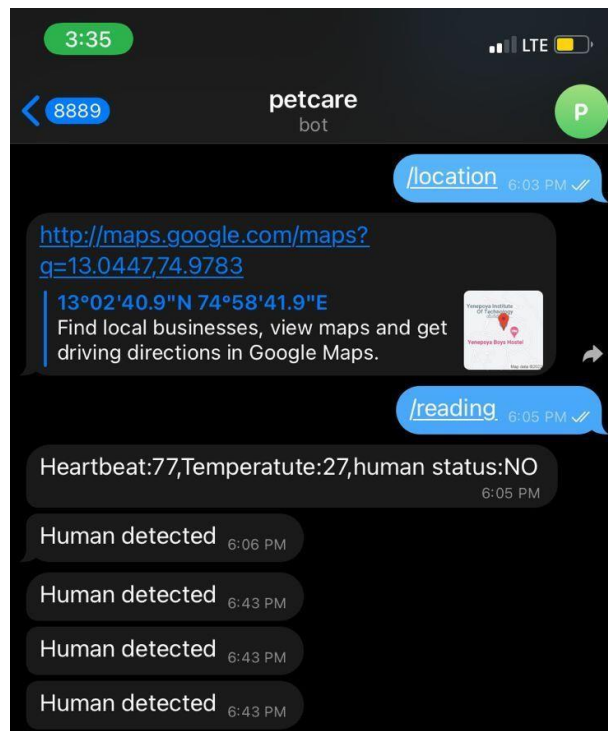 3:35
LTE
8889
petcare
bot
P
/location 6:03 PM
http://maps.google.com/maps?
q=13.0447,74.9783
13°02'40.9"N 74°58'41.9"E
Find local businesses, view maps and get
driving directions in Google Maps.
Yenepoya Institute
Of Technology
Yenepoya Boys Hostel
/reading 6:05 PM
Heartbeat:77,Temperatute:27,human status:NO
6:05 PM
Human detected 6:06 PM
Human detected 6:43 PM
Human detected 6:43 PM
Human detected 6:43 PM